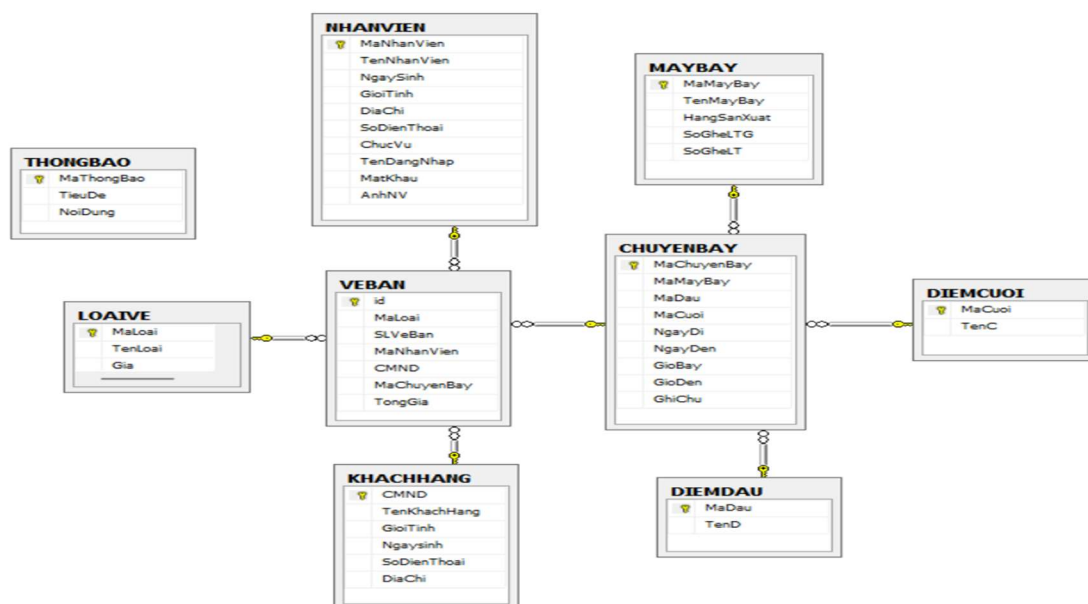 NHANVIEN
MaNhanVien
TenNhanVien
NgaySinh
GioiTinh
DiaChi
SoDienThoai
ChucVu
TenDangNhap
MatKhau
AnhNV
MAYBAY
MaMayBay
TenMayBay
HangSanXuat
SoGheLTG
SoGheLT
THONGBAO
MaThongBao
TieuDe
NoiDung
CHUYENBAY
MaChuyenBay
MaMayBay
MaDau
MaCuoi
NgayDi
NgayDen
GioBay
GioDen
GhiChu
VEBAN
id
MaLoai
SLVeBan
MaNhanVien
CMND
MaChuyenBay
TongGia
LOAIVE
MaLoai
TenLoai
Gia
DIEMCUOI
MaCuoi
TenC
KHACHHANG
CMND
TenKhachHang
GioiTinh
Ngaysinh
SoDienThoai
DiaChi
DIEMDAU
MaDau
TenD